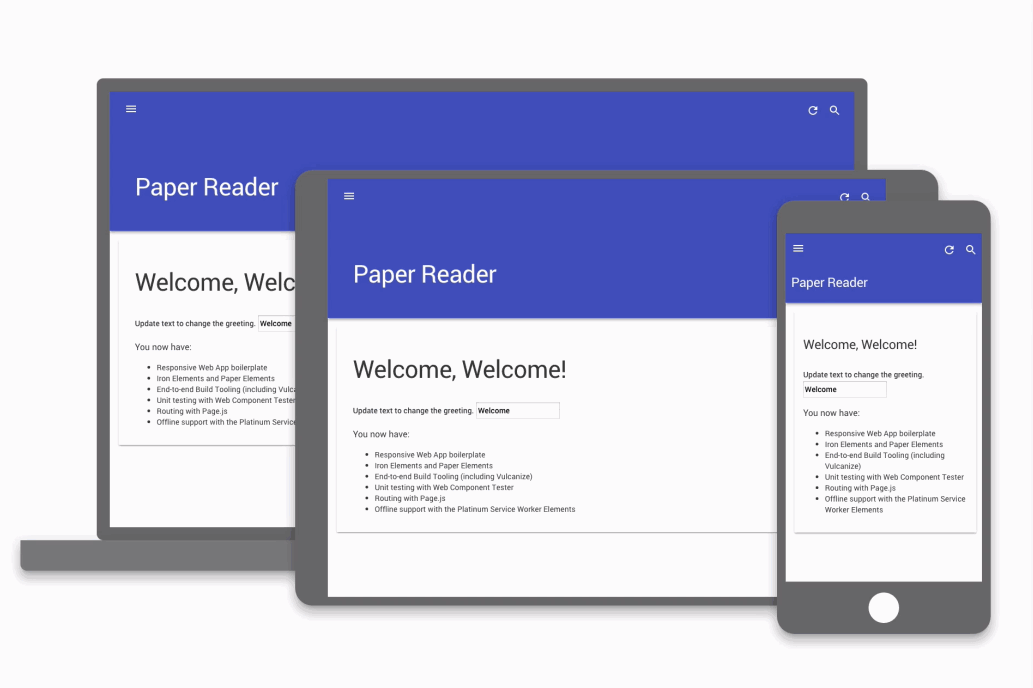 Paper Reader
Welcome, Welc
Update text to change the greeting. Welcome
You now have:
Responsive Web App boilerplate
Iron Elements and Paper Elements
End-to-end Build Tooling (including Vulca
Unit testing with Web Component Tester
Routing with Page.js
Offline support with the Platinum Service
Paper Reader
Welcome, Welcome!
Update text to change the greeting. Welcome
You now have:
Responsive Web App boilerplate
Iron Elements and Paper Elements
End-to-end Build Tooling (including Vulcanize)
Unit testing with Web Component Tester
Routing with Page.js
Offline support with the Platinum Service Worker Elements
Paper Reader
Welcome, Welcome!
Update text to change the greeting.
Welcome
You now have:
Responsive Web App boilerplate
Iron Elements and Paper Elements
End-to-end Build Tooling (including
Vulcanize)
Unit testing with Web Component Tester
Routing with Page.js
Offline support with the Platinum Service
Worker Elements